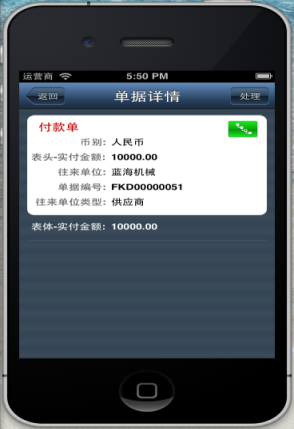 运营商 5:50 PM
返回 单据详情 处理
付款单
币别: 人民币
表头-实付金额: 10000.00
往来单位: 蓝海机械
单据编号: FKD00000051
往来单位类型: 供应商
表体-实付金额: 10000.00